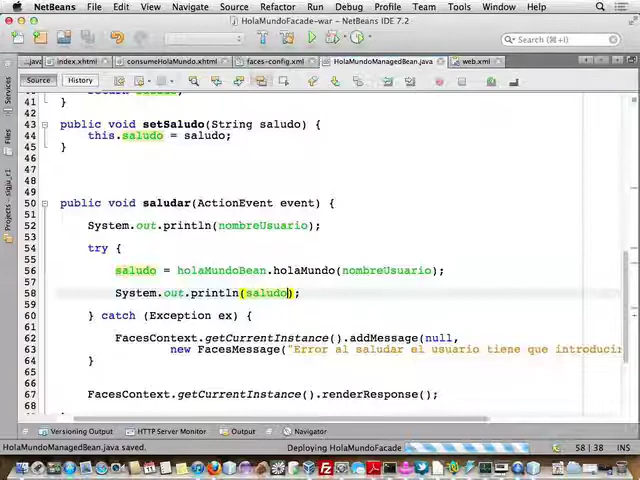 NetBeans File Edit View Navigate Source Refactor Run Debug Profile Team Tools Window Help
HolaMundoFacade-war - NetBeans IDE 7.2
Search (⌘+I)
...java index.xhtml consumeHolaMundo.xhtml faces-config.xml HolaMundoManagedBean.java web.xml
Source History
Services
Files
41 }
42
43 public void setSaludo(String saludo) {
44 this.saludo = saludo;
45 }
46
47
48
49
50 public void saludar(ActionEvent event) {
51
52 System.out.println(nombreUsuario);
53
54 try {
55
56 saludo = holaMundoBean.holaMundo(nombreUsuario);
57
58 System.out.println(saludo);
59
60 } catch (Exception ex) {
61
62 FacesContext.getCurrentInstance().addMessage(null,
63 new FacesMessage("Error al saludar el usuario tiene que introduci
64 }
65
66
67 FacesContext.getCurrentInstance().renderResponse();
68
Versioning Output HTTP Server Monitor Output Navigator
HolaMundoManagedBean.java saved. Deploying HolaMundoFacade 58 | 38 INS